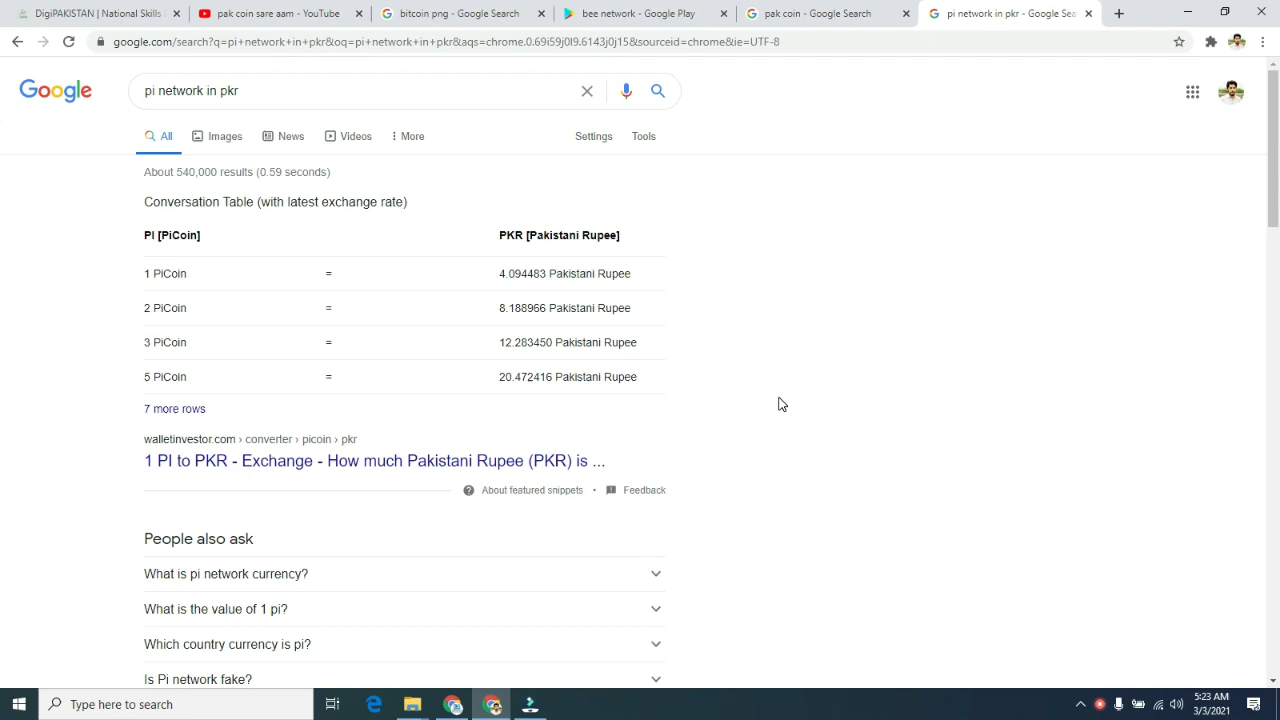 DigiPAKISTAN | National Skills
pak coin sare aam - YouTube
bitcoin png - Google Search
bee network - Google Play
pak coin - Google Search
pi network in pkr - Google Sea
google.com/search?q=pi+network+in+pkr&oq=pi+network+in+pkr&aqs=chrome.0.69i59j0l9.6143j0j15&sourceid=chrome&ie=UTF-8
Google
pi network in pkr
All Images News Videos More Settings Tools
About 540,000 results (0.59 seconds)
Conversation Table (with latest exchange rate)
PI [PiCoin] PKR [Pakistani Rupee]
1 PiCoin = 4.094483 Pakistani Rupee
2 PiCoin = 8.188966 Pakistani Rupee
3 PiCoin = 12.283450 Pakistani Rupee
5 PiCoin = 20.472416 Pakistani Rupee
7 more rows
walletinvestor.com › converter › picoin › pkr
1 PI to PKR - Exchange - How much Pakistani Rupee (PKR) is ...
About featured snippets • Feedback
People also ask
What is pi network currency?
What is the value of 1 pi?
Which country currency is pi?
Is Pi network fake?
Type here to search
5:23 AM
3/3/2021